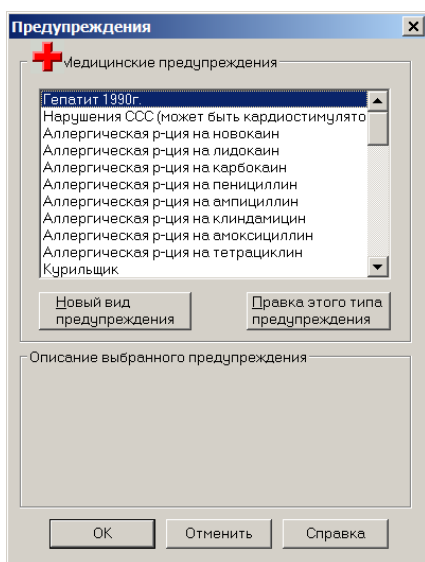 Предупреждения
Медицинские предупреждения
Гепатит 1990г.
Нарушения ССС (может быть кардиостимулято
Аллергическая р-ция на новокаин
Аллергическая р-ция на лидокаин
Аллергическая р-ция на карбокаин
Аллергическая р-ция на пенициллин
Аллергическая р-ция на ампициллин
Аллергическая р-ция на клиндамицин
Аллергическая р-ция на амоксициллин
Аллергическая р-ция на тетрациклин
Курильщик
Новый вид
предупреждения
Правка этого типа
предупреждения
Описание выбранного предупреждения
ОК
Отменить
Справка